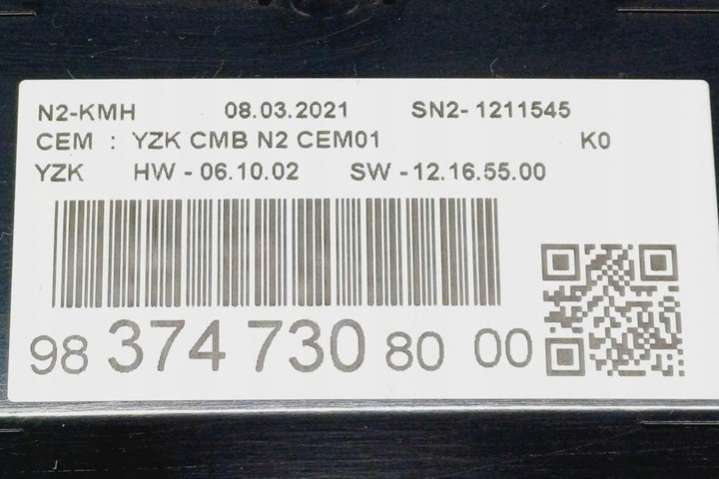 N2-KMH 08.03.2021 SN2-1211545
CEM : YZK CMB N2 CEM01 K0
YZK HW - 06.10.02 SW - 12.16.55.00
98 374 730 80 00